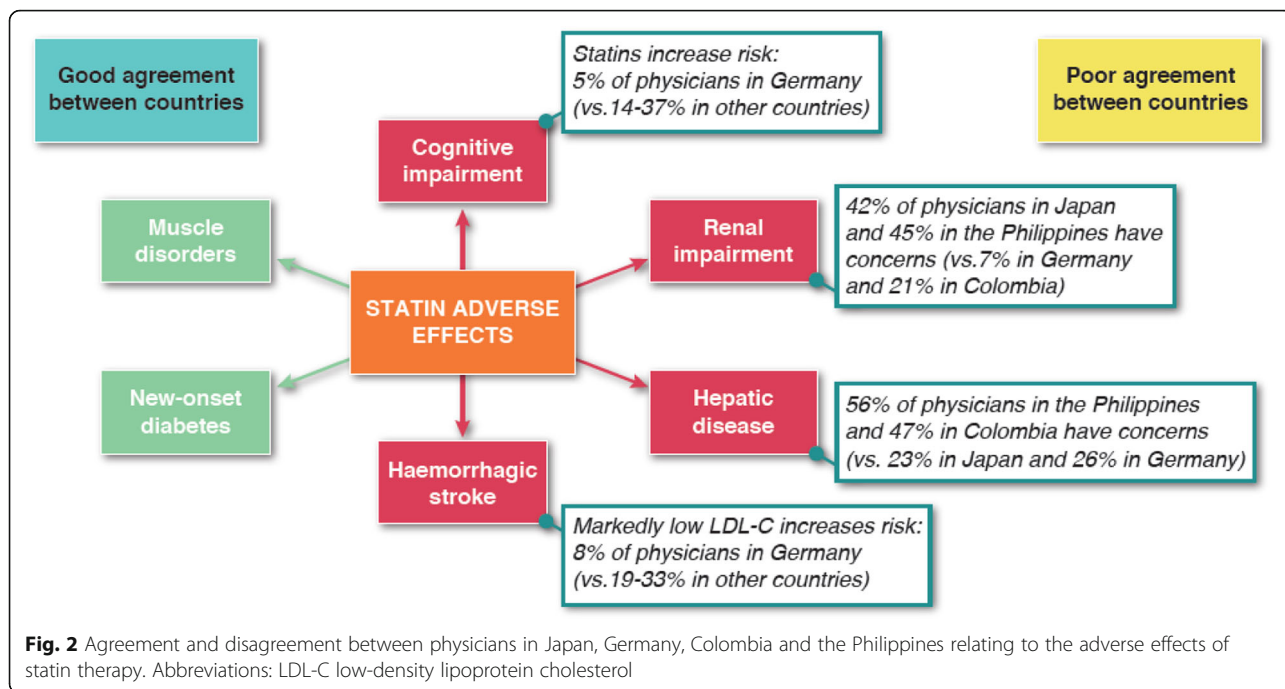 Good agreement
between countries
Statins increase risk:
5% of physicians in Germany
(vs.14-37% in other countries)
Poor agreement
between countries
Cognitive
impairment
Muscle
disorders
Renal
impairment
42% of physicians in Japan
and 45% in the Philippines have
concerns (vs.7% in Germany
and 21% in Colombia)
STATIN ADVERSE
EFFECTS
New-onset
diabetes
Hepatic
disease
56% of physicians in the Philippines
and 47% in Colombia have concerns
(vs. 23% in Japan and 26% in Germany)
Haemorrhagic
stroke
Markedly low LDL-C increases risk:
8% of physicians in Germany
(vs.19-33% in other countries)
Fig. 2 Agreement and disagreement between physicians in Japan, Germany, Colombia and the Philippines relating to the adverse effects of
statin therapy. Abbreviations: LDL-C low-density lipoprotein cholesterol